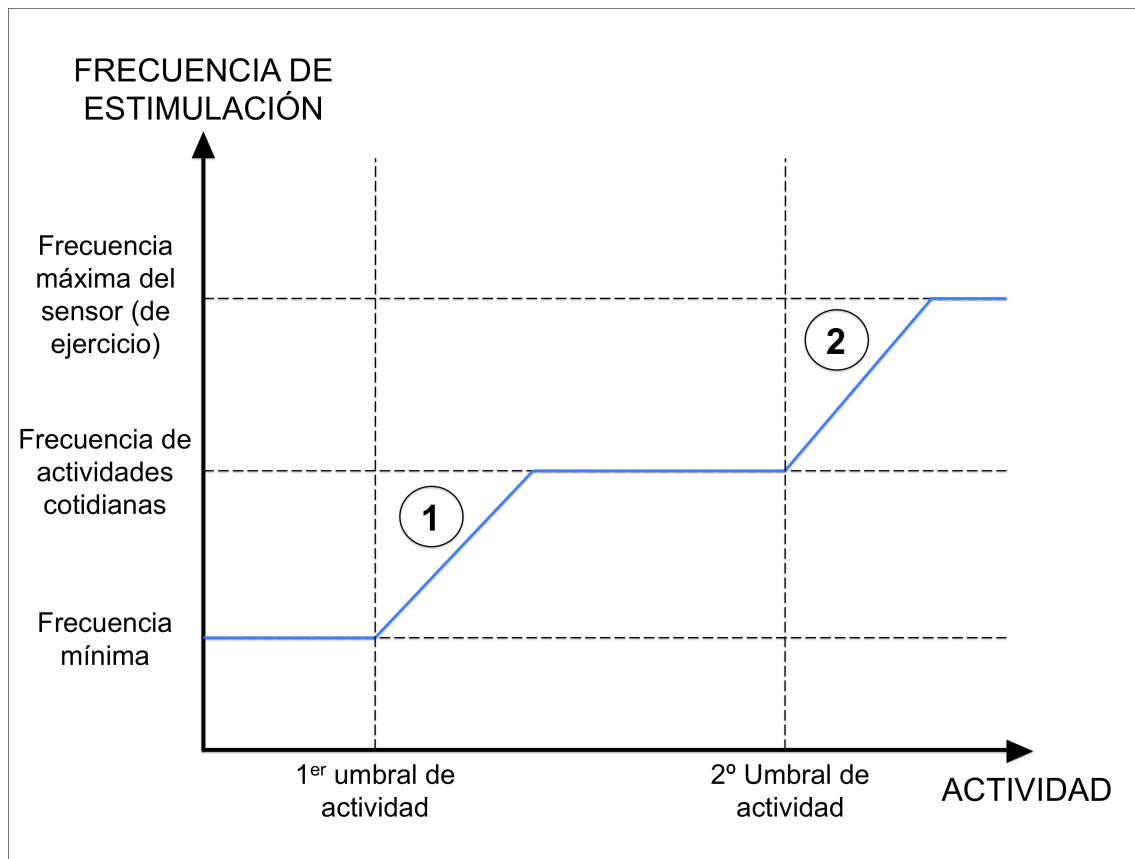 FRECUENCIA DE
ESTIMULACIÓN
Frecuencia
máxima del
sensor (de
ejercicio)
2
Frecuencia de
actividades
cotidianas
1
Frecuencia
mínima
1er umbral de
actividad
2º Umbral de
actividad
ACTIVIDAD